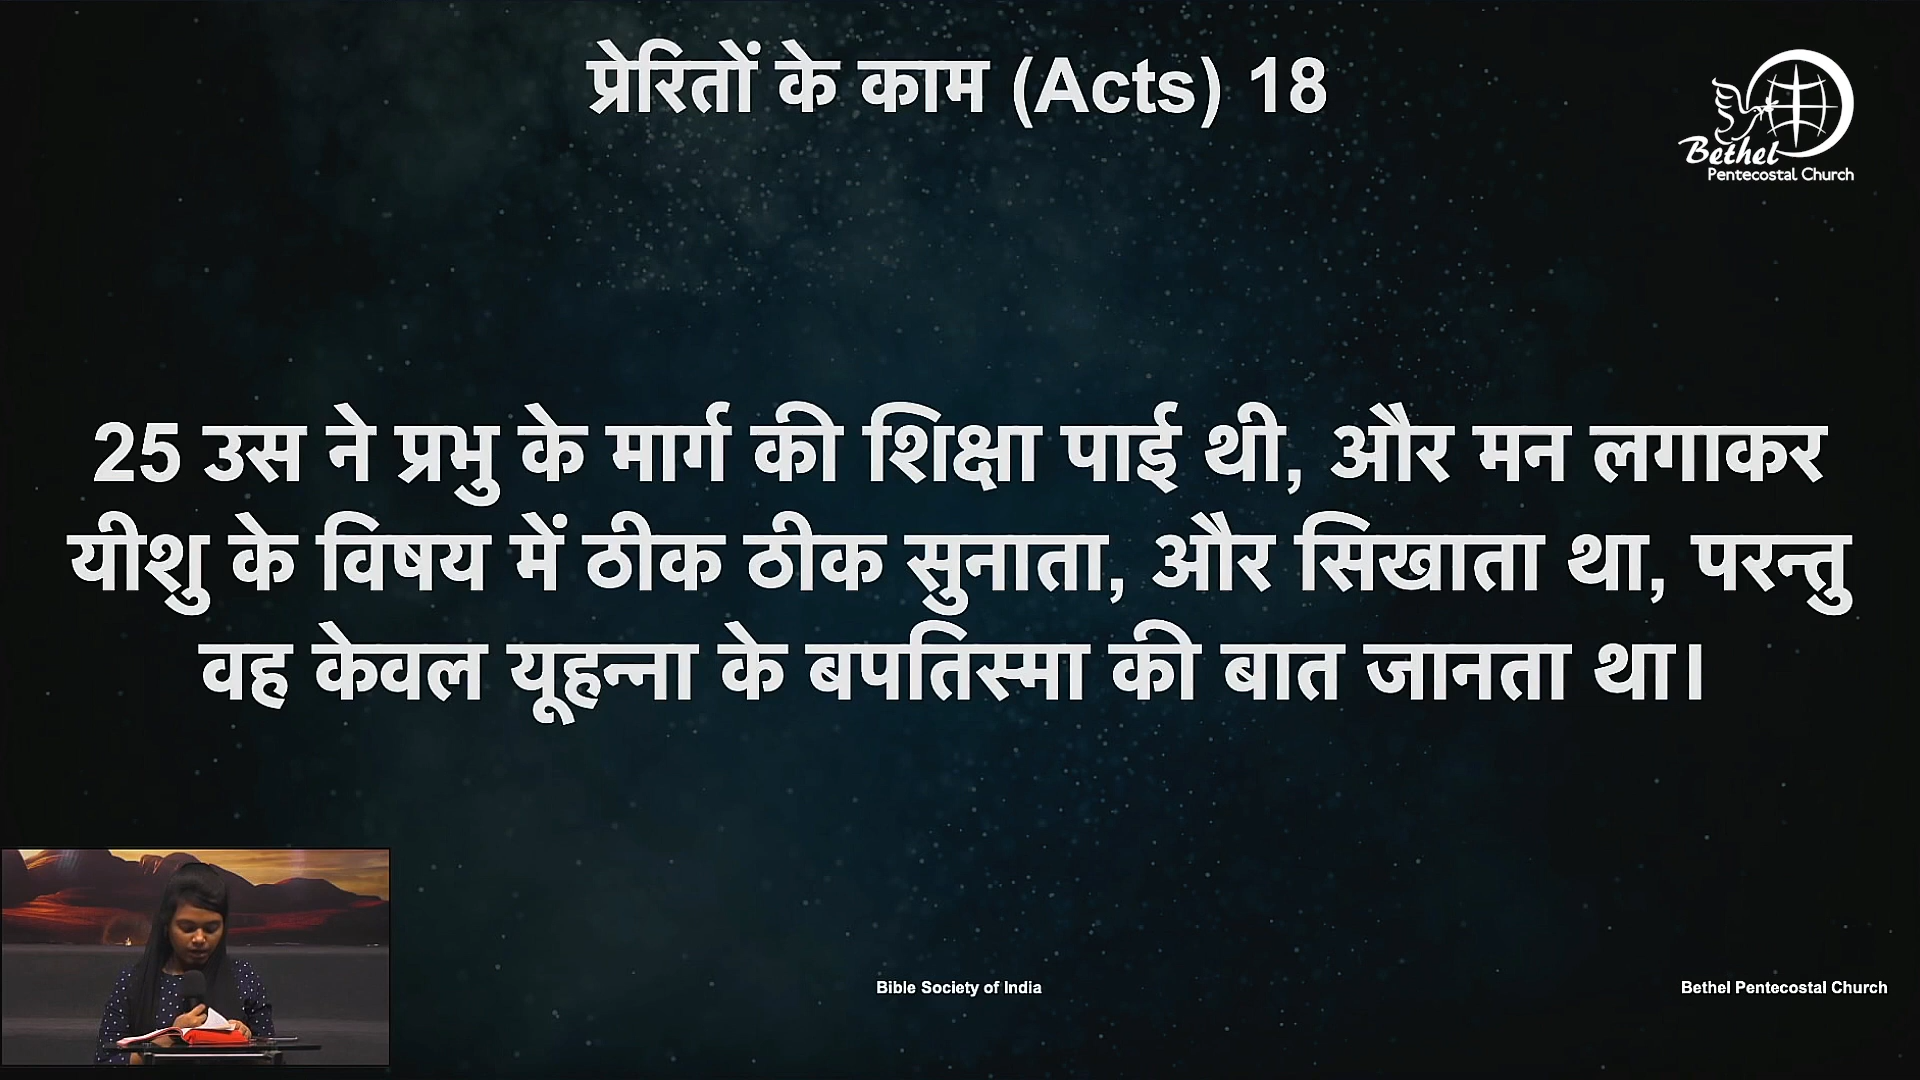 प्रेरितों के काम (Acts) 18
Bethel
Pentecostal Church
25 उस ने प्रभु के मार्ग की शिक्षा पाई थी, और मन लगाकर
यीशु के विषय में ठीक ठीक सुनाता, और सिखाता था, परन्तु
वह केवल यूहन्ना के बपतिस्मा की बात जानता था।
Bible Society of India
Bethel Pentecostal Church